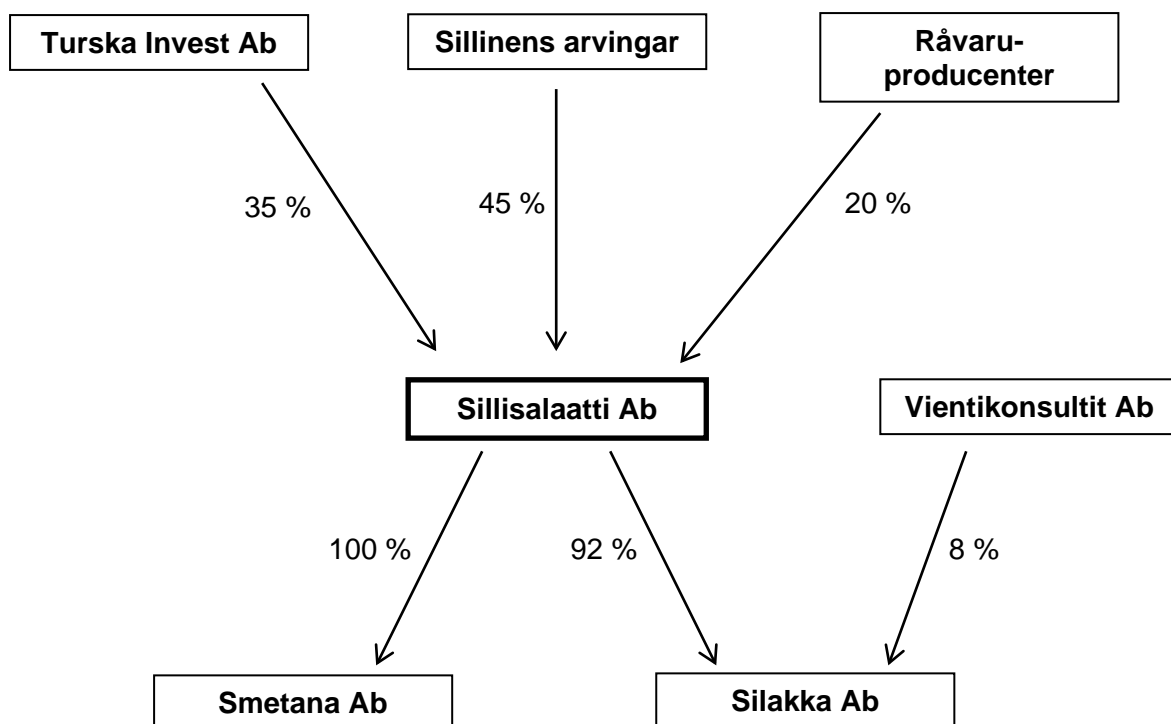 Turska Invest Ab
Sillinens arvingar
Råvaru-
producenter
35 %
45 %
20 %
Sillisalaatti Ab
Vientikonsultit Ab
100 %
92 %
8 %
Smetana Ab
Silakka Ab